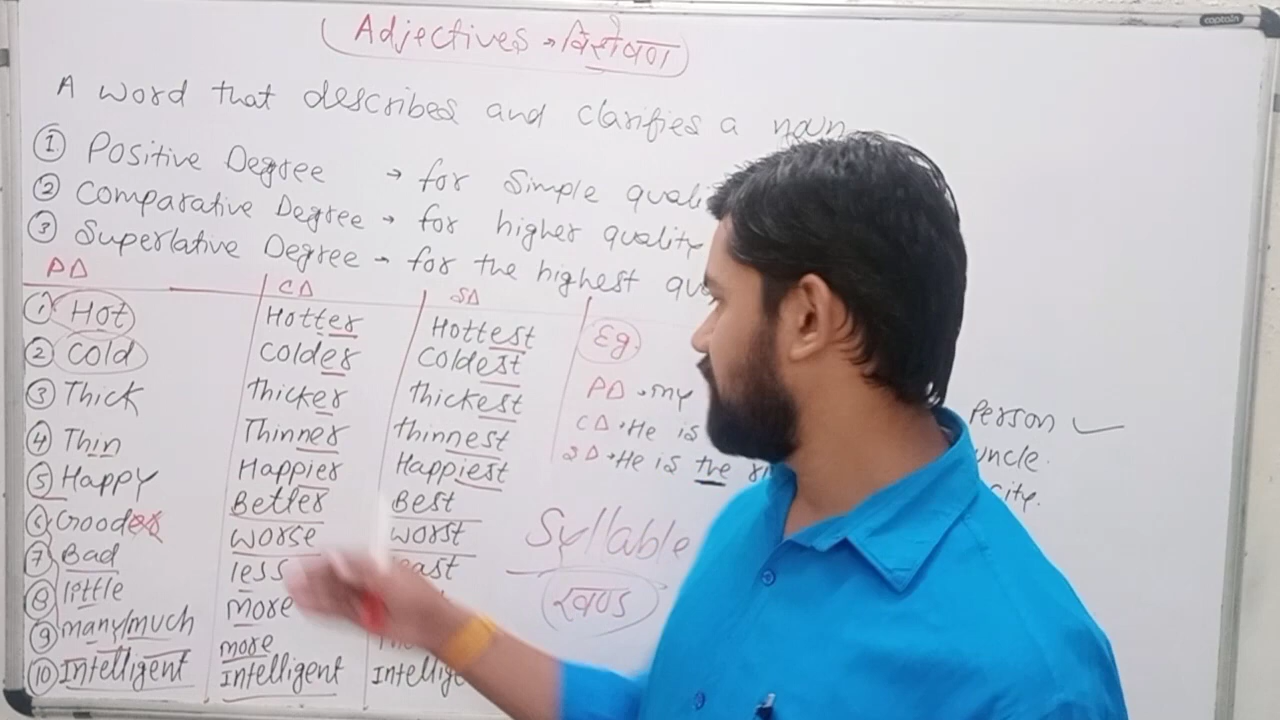 captain
Adjectives → विशेषण
A word that describes and clarifies a noun
① Positive Degree → for simple
② Comparative Degree → for higher quality
③ Superlative Degree → for the highest
PD CD SD
① Hot Hotter Hottest
② Cold Colder Coldest
③ Thick Thicker Thickest
④ Thin Thinner Thinnest
⑤ Happy Happier Happiest
⑥ Good Better Best
⑦ Bad Worse Worst
⑧ little less
⑨ many/much more
⑩ Intelligent more Intelligent
Eg.
PD → my Person ✓
CD → He is uncle.
SD → He is the city.
Syllable
खण्ड